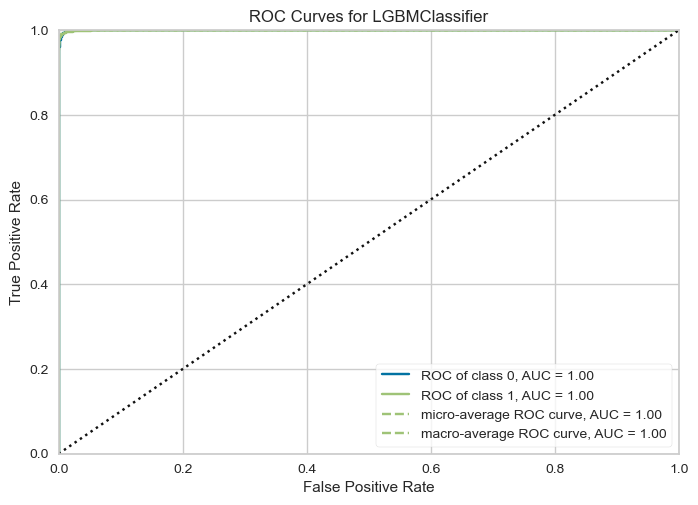 ROC Curves for LGBMClassifier
True Positive Rate
1.0
0.8
0.6
0.4
0.2
0.0
ROC of class 0, AUC = 1.00
ROC of class 1, AUC = 1.00
micro-average ROC curve, AUC = 1.00
macro-average ROC curve, AUC = 1.00
0.0 0.2 0.4 0.6 0.8 1.0
False Positive Rate